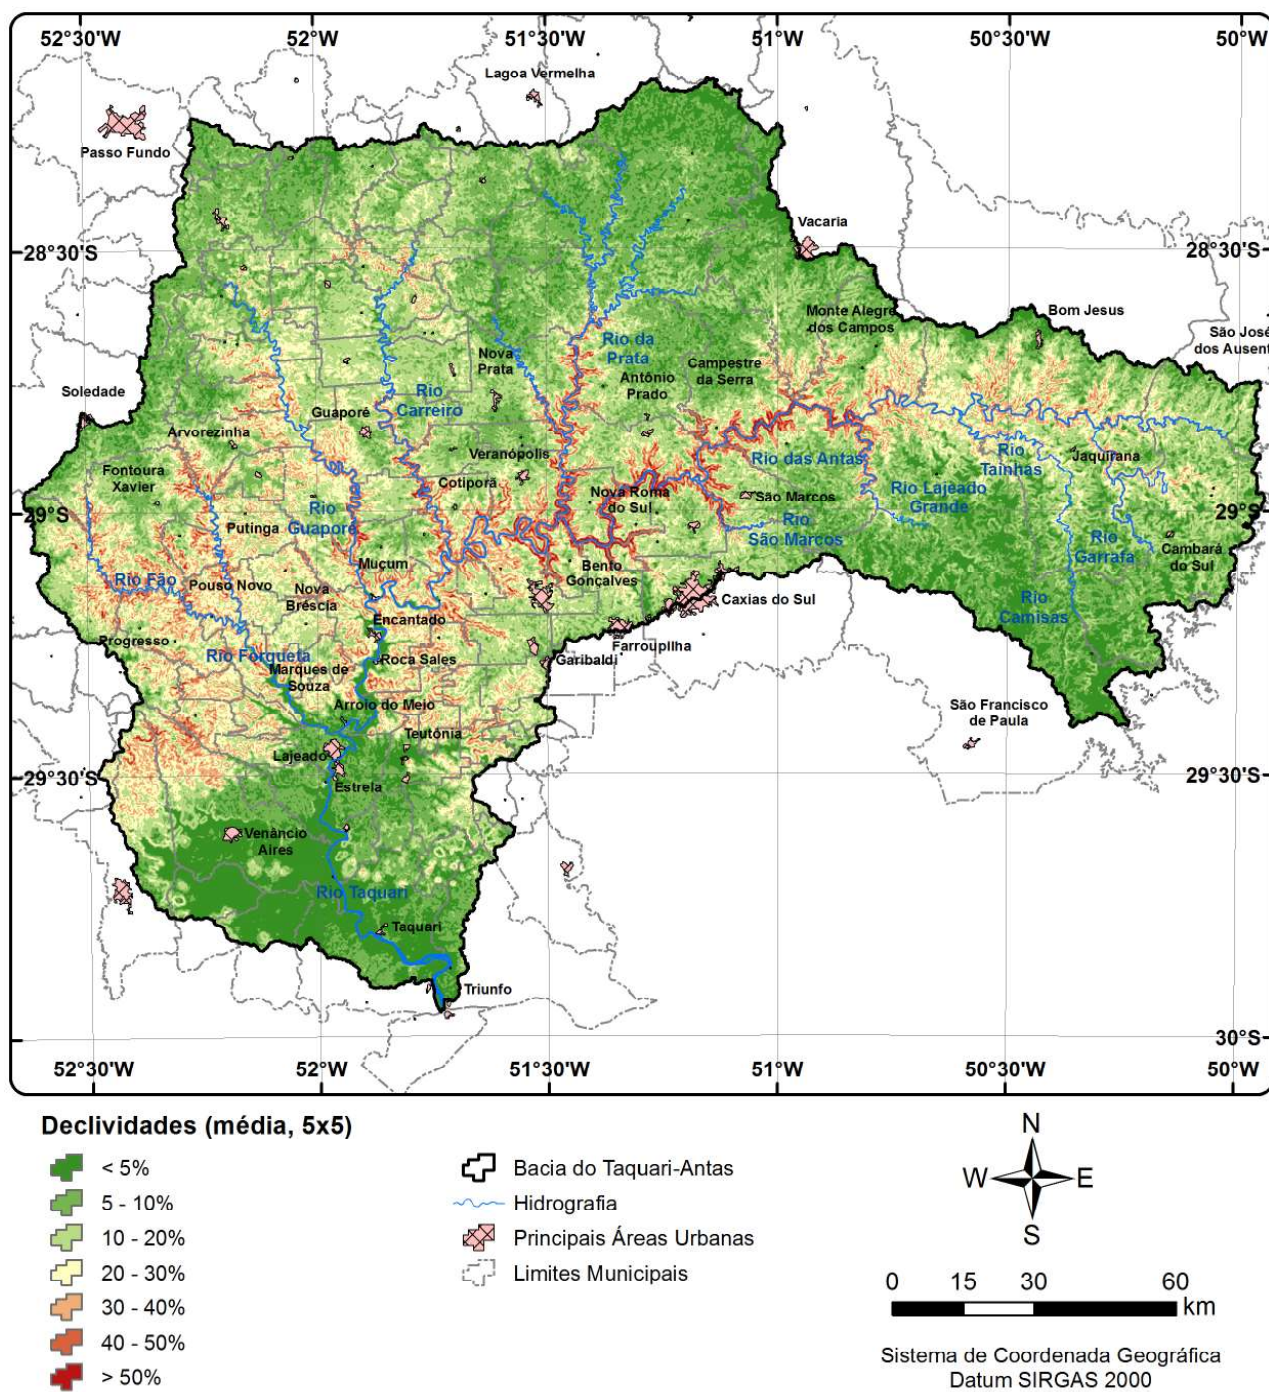 52°30'W 52°W 51°30'W 51°W 50°30'W 50°W
Lagoa Vermelha
Passo Fundo
Vacaria
28°30'S 28°30'S
Monte Alegre
dos Campos
Bom Jesus
São José
dos Ausent
Rio da
Prata
Nova
Prata
Campestre
da Serra
Antônio
Prado
Soledade
Rio
Carreiro
Guaporé
Arvorezinha
Veranópolis
Rio das Antas
Rio
Tainhas
Jaquirana
Fontoura
Xavier
Cotiporã
Nova Roma
do Sul
São Marcos
Rio Lajeado
Grande
29°S 29°S
Putinga
Rio
Guaporé
Rio
São Marcos
Rio
Garrafa
Cambará
do Sul
Muçum
Bento
Gonçalves
Rio Fão
Pouso Novo
Nova
Bréscia
Caxias do Sul
Rio
Camisas
Encantado
Progresso
Rio Forqueta
Farroupilha
Roca Sales
Garibaldi
Marques de
Souza
Arroio do Meio
São Francisco
de Paula
Teutônia
Lajeado
29°30'S 29°30'S
Estrela
Venâncio
Aires
Rio Taquari
Taquari
Triunfo
30°S
52°30'W 52°W 51°30'W 51°W 50°30'W 50°W
Declividades (média, 5x5)
< 5%
5 - 10%
10 - 20%
20 - 30%
30 - 40%
40 - 50%
> 50%
Bacia do Taquari-Antas
Hidrografia
Principais Áreas Urbanas
Limites Municipais
N
W E
S
0 15 30 60
km
Sistema de Coordenada Geográfica
Datum SIRGAS 2000